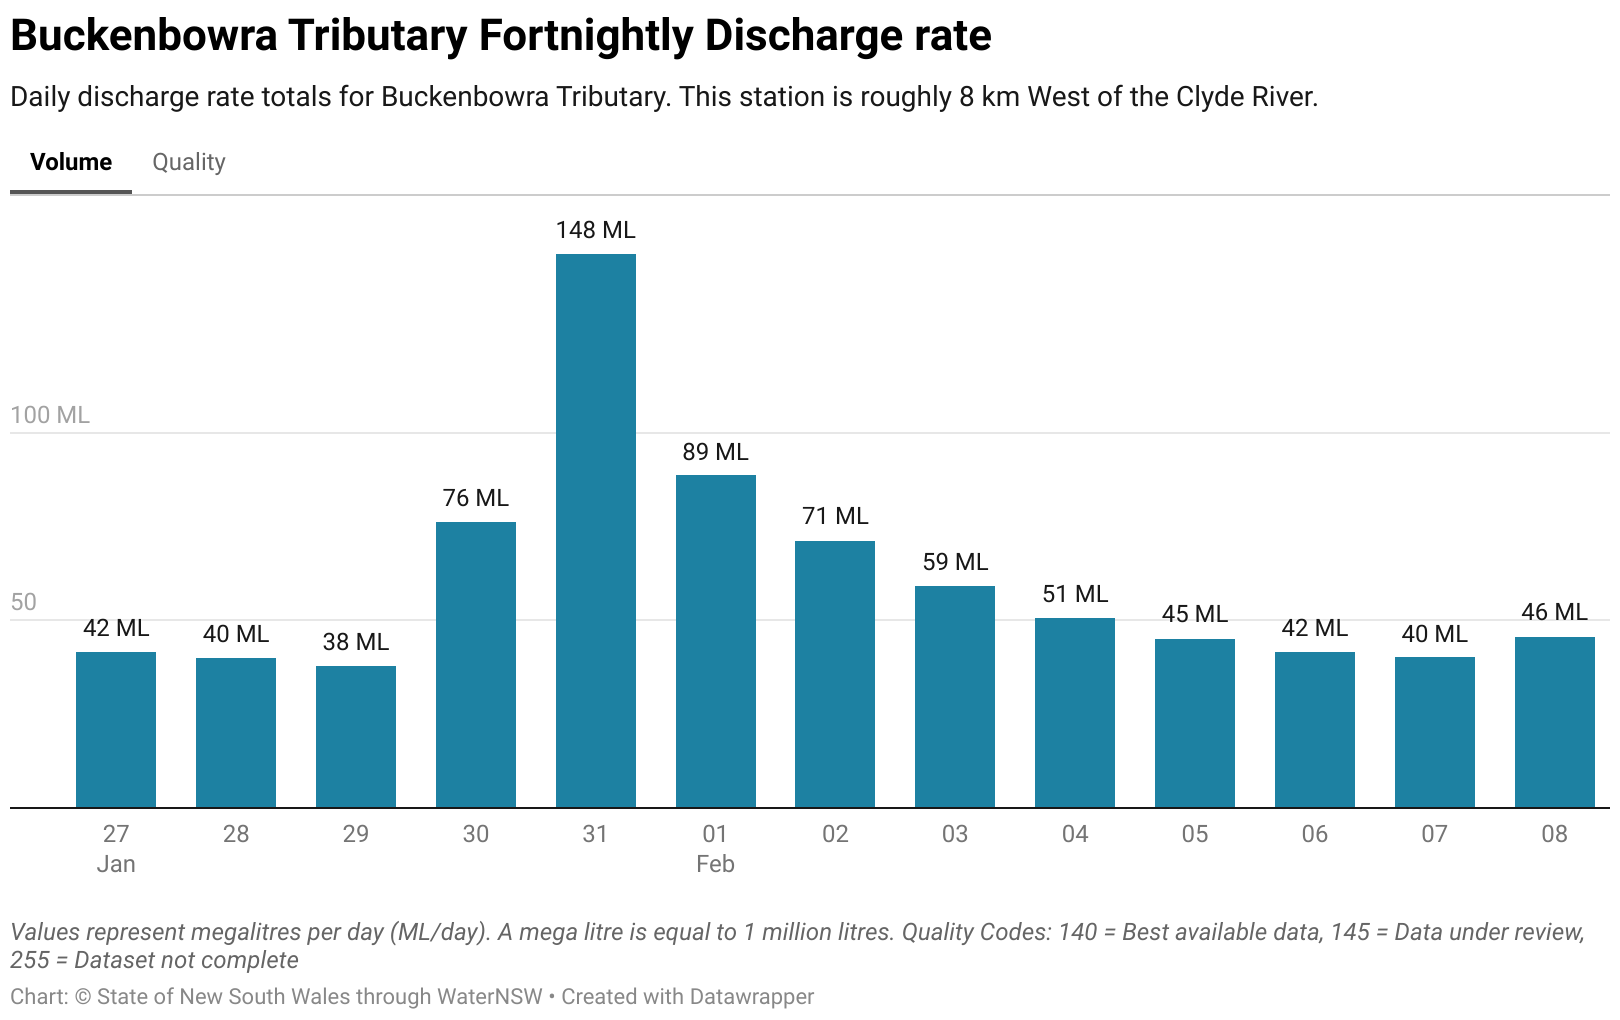 Buckenbowra Tributary Fortnightly Discharge rate
Daily discharge rate totals for Buckenbowra Tributary. This station is roughly 8 km West of the Clyde River.
Volume Quality
148 ML
100 ML
89 ML
76 ML
71 ML
59 ML
51 ML
50
42 ML 40 ML 38 ML 45 ML 42 ML 40 ML 46 ML
27 28 29 30 31 01 02 03 04 05 06 07 08
Jan Feb
Values represent megalitres per day (ML/day). A mega litre is equal to 1 million litres. Quality Codes: 140 = Best available data, 145 = Data under review,
255 = Dataset not complete
Chart: © State of New South Wales through WaterNSW • Created with Datawrapper